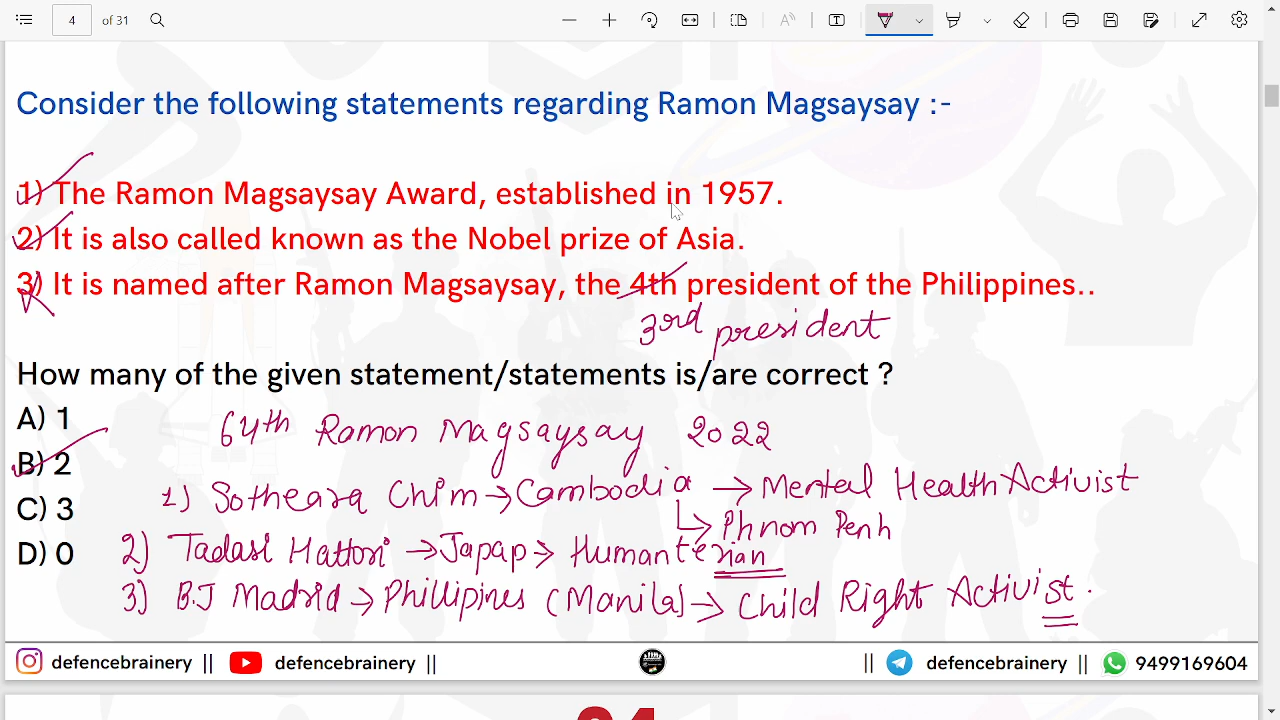 4 of 31
Consider the following statements regarding Ramon Magsaysay :-
1) The Ramon Magsaysay Award, established in 1957.
2) It is also called known as the Nobel prize of Asia.
3) It is named after Ramon Magsaysay, the 4th president of the Philippines..
3rd president
How many of the given statement/statements is/are correct ?
A) 1
64th Ramon Magsaysay 2022
B) 2
1) Sotheara Chim → Cambodia → Mental Health Activist
C) 3
↳ Phnom Penh
D) 0
2) Tadasi Hattori → Japap → Humanterian
3) B.J Madrid → Phillipines (Manila) → Child Right Activist.
defencebrainery || defencebrainery || || defencebrainery || 9499169604